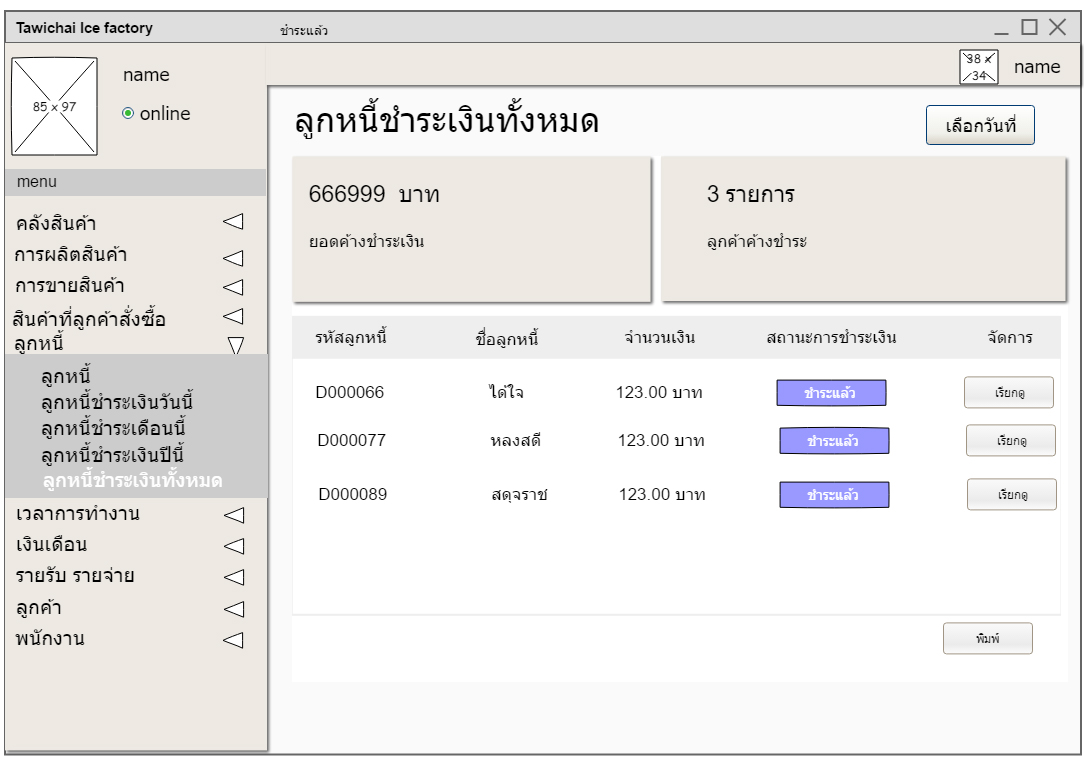 Tawichai Ice factory
ชำระแล้ว
85 x 97
name
online
38 x 34
name
menu
คลังสินค้า
การผลิตสินค้า
การขายสินค้า
สินค้าที่ลูกค้าสั่งซื้อ
ลูกหนี้
ลูกหนี้
ลูกหนี้ชำระเงินวันนี้
ลูกหนี้ชำระเดือนนี้
ลูกหนี้ชำระเงินปีนี้
ลูกหนี้ชำระเงินทั้งหมด
เวลาการทำงาน
เงินเดือน
รายรับ รายจ่าย
ลูกค้า
พนักงาน
ลูกหนี้ชำระเงินทั้งหมด
เลือกวันที่
666999 บาท
ยอดค้างชำระเงิน
3 รายการ
ลูกค้าค้างชำระ
รหัสลูกหนี้ ชื่อลูกหนี้ จำนวนเงิน สถานะการชำระเงิน จัดการ
D000066 ได้ใจ 123.00 บาท ชำระแล้ว เรียกดู
D000077 หลงสดี 123.00 บาท ชำระแล้ว เรียกดู
D000089 สดุจราช 123.00 บาท ชำระแล้ว เรียกดู
พิมพ์